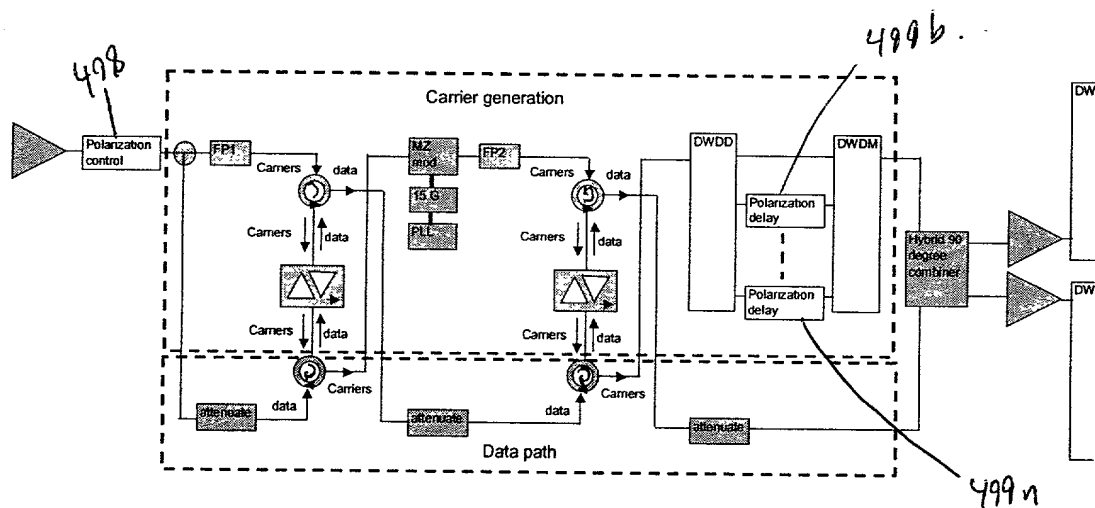 498
499b.
Carrier generation
Polarization
control
FP1
Carriers
data
MZ
mod
15 G
PLL
FP2
Carriers
data
DWDD
DWDM
Polarization
delay
Polarization
delay
Carriers
data
Carriers
data
Carriers
data
Carriers
data
Hybrid 90
degree
combiner
DW
DW
data
Carriers
data
Carriers
attenuate
attenuate
attenuate
Data path
499n